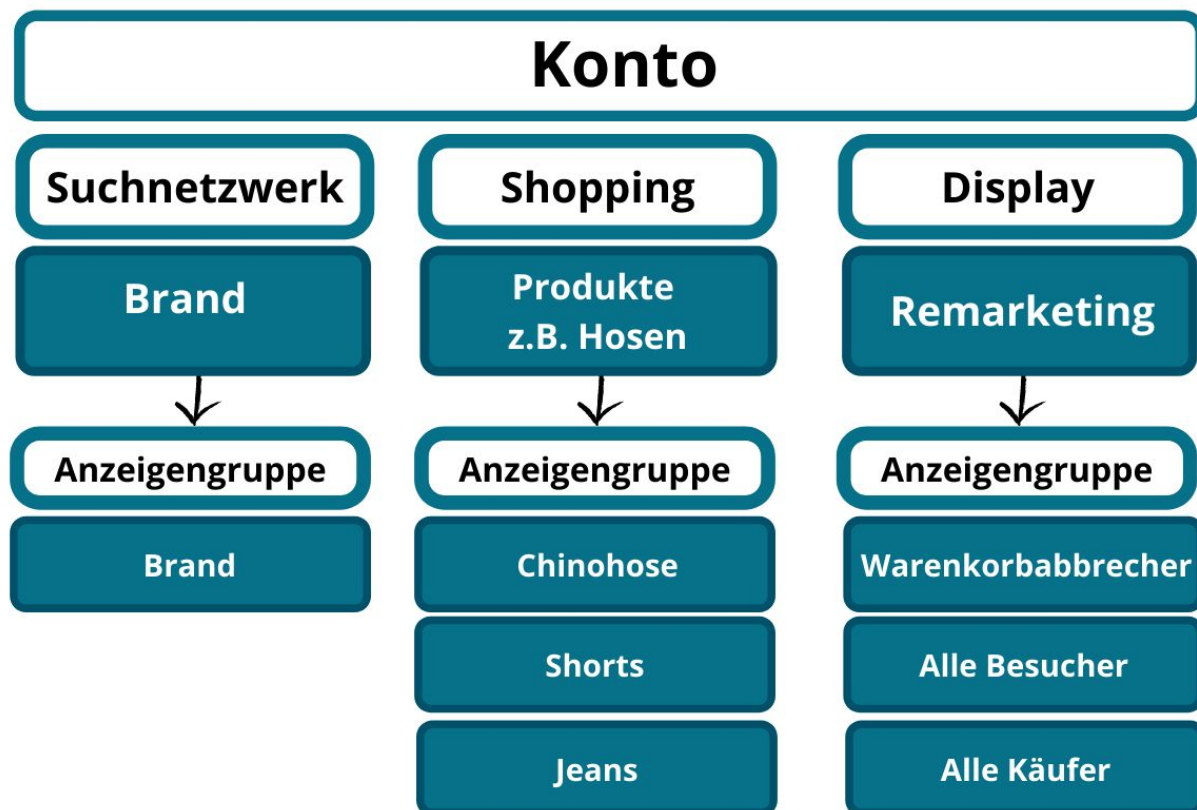 Konto
Suchnetzwerk
Shopping
Display
Brand
Produkte
z.B. Hosen
Remarketing
Anzeigengruppe
Anzeigengruppe
Anzeigengruppe
Brand
Chinohose
Warenkorbabbrecher
Shorts
Alle Besucher
Jeans
Alle Käufer